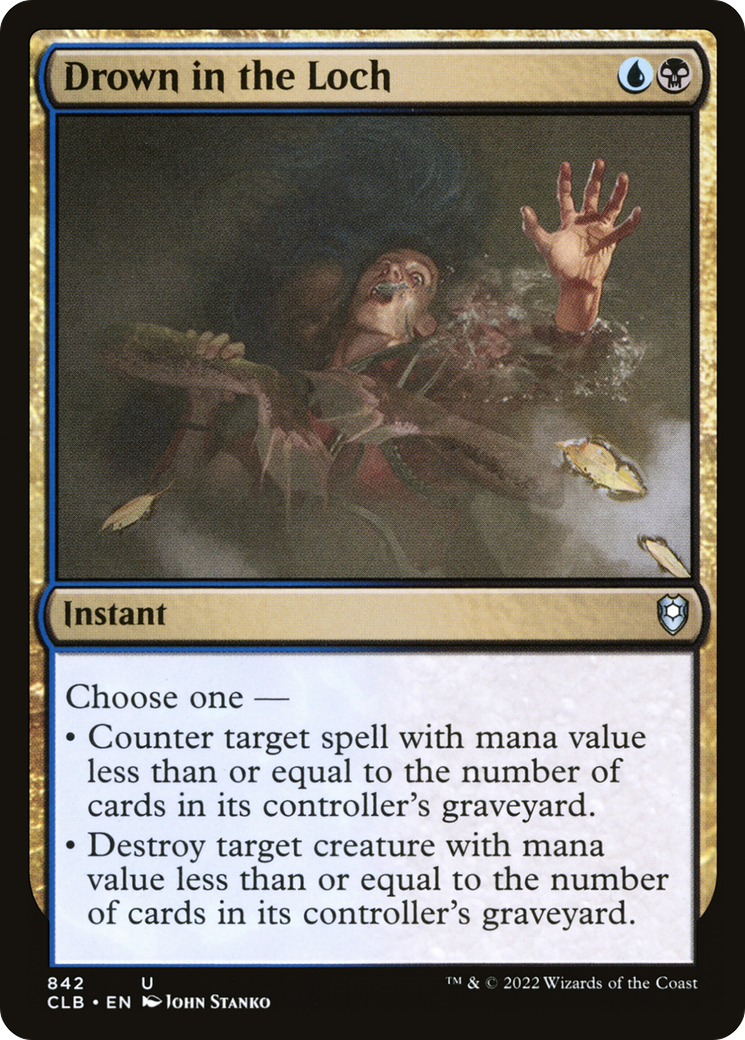 Drown in the Loch
Instant
Choose one —
• Counter target spell with mana value
less than or equal to the number of
cards in its controller's graveyard.
• Destroy target creature with mana
value less than or equal to the number
of cards in its controller's graveyard.
842 U
™ & © 2022 Wizards of the Coast
CLB • EN John Stanko